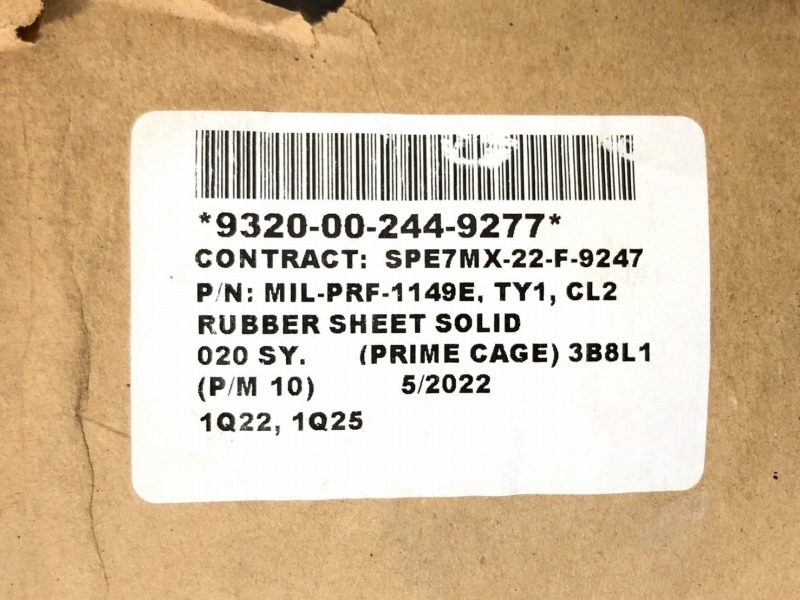 *9320-00-244-9277*
CONTRACT: SPE7MX-22-F-9247
P/N: MIL-PRF-1149E, TY1, CL2
RUBBER SHEET SOLID
020 SY. (PRIME CAGE) 3B8L1
(P/M 10) 5/2022
1Q22, 1Q25